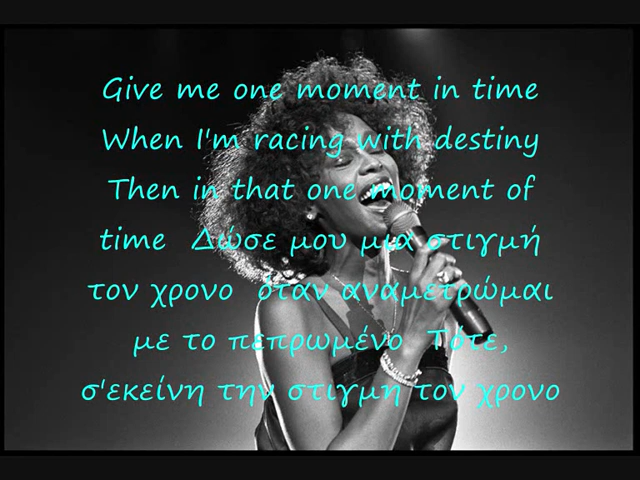 Give me one moment in time
When I'm racing with destiny
Then in that one moment of
time Δώσε μου μια στιγμή
τον χρονο όταν αναμετρώμαι
με το πεπρωμένο Τότε,
σ'εκείνη την στιγμή τον χρονο